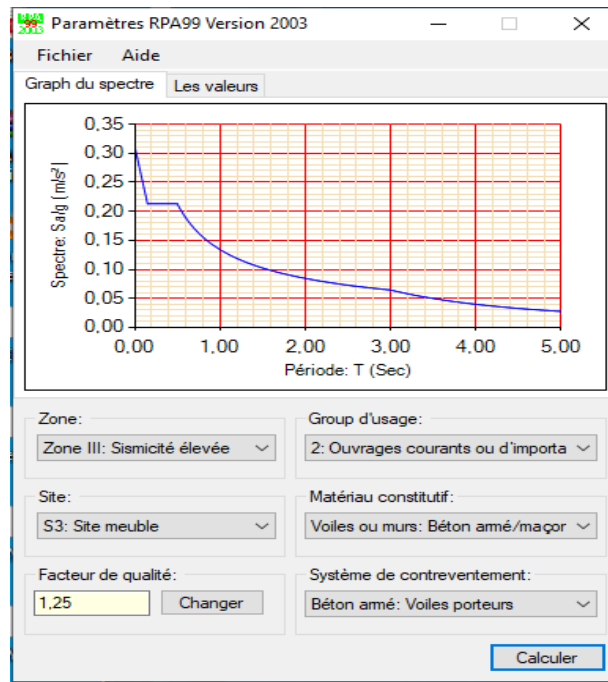 RPA
99
2003
Paramètres RPA99 Version 2003
Fichier Aide
Graph du spectre Les valeurs
Spectre: Sa/g [m/s²]
0,35
0,30
0,25
0,20
0,15
0,10
0,05
0,00
0,00 1,00 2,00 3,00 4,00 5,00
Période: T (Sec)
Zone: Group d'usage:
Zone III: Sismicité élevée 2: Ouvrages courants ou d'importa
Site: Matériau constitutif:
S3: Site meuble Voiles ou murs: Béton armé/maçor
Facteur de qualité: Système de contreventement:
1,25 Changer Béton armé: Voiles porteurs
Calculer